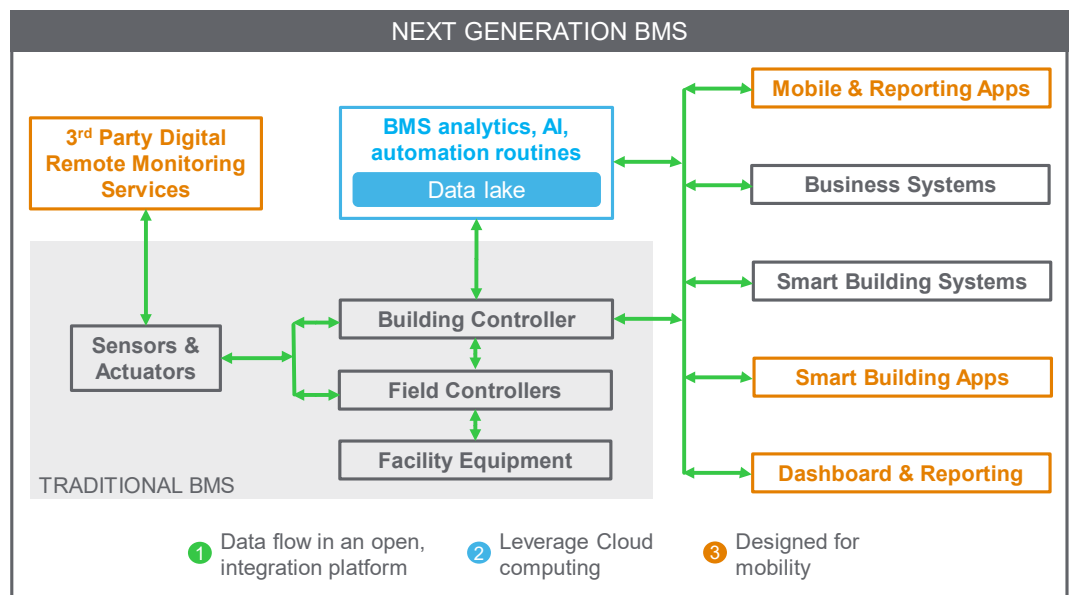 NEXT GENERATION BMS
3rd Party Digital
Remote Monitoring
Services
BMS analytics, AI,
automation routines
Data lake
Mobile & Reporting Apps
Business Systems
Smart Building Systems
Smart Building Apps
Dashboard & Reporting
Sensors &
Actuators
Building Controller
Field Controllers
Facility Equipment
TRADITIONAL BMS
1 Data flow in an open,
integration platform
2 Leverage Cloud
computing
3 Designed for
mobility